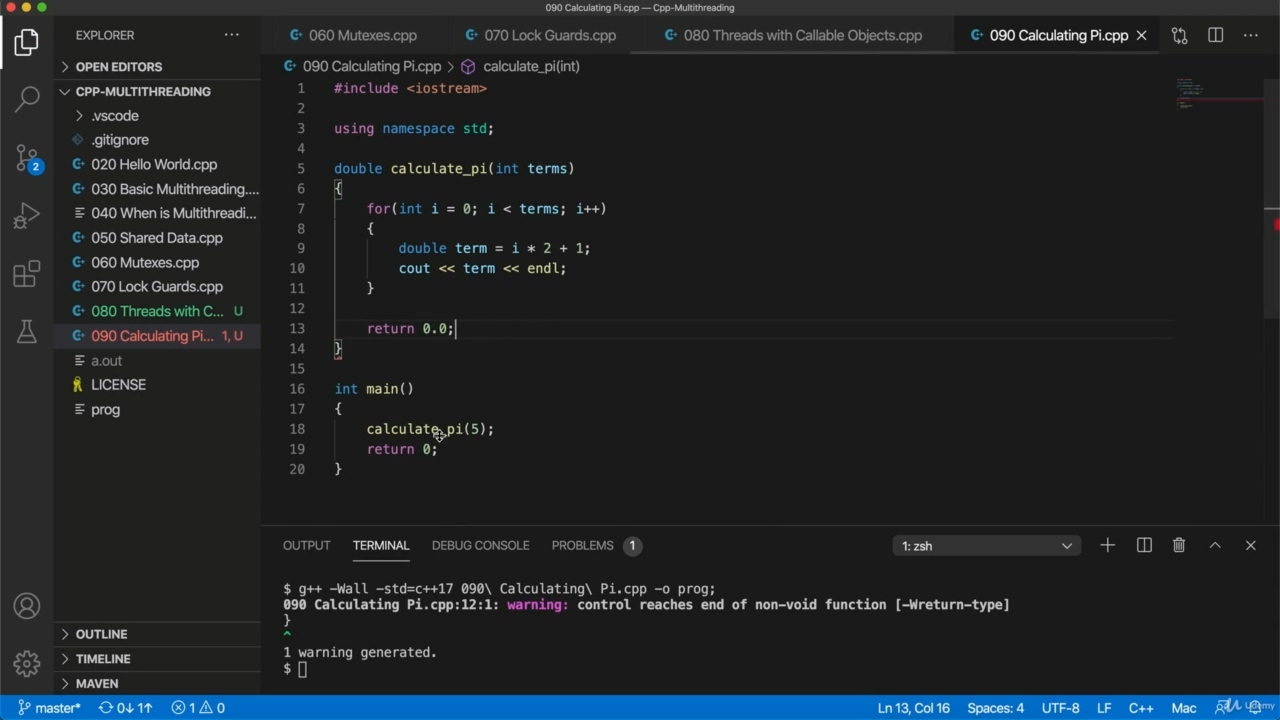 090 Calculating Pi.cpp — Cpp-Multithreading
EXPLORER
060 Mutexes.cpp
070 Lock Guards.cpp
080 Threads with Callable Objects.cpp
090 Calculating Pi.cpp
OPEN EDITORS
CPP-MULTITHREADING
.vscode
.gitignore
020 Hello World.cpp
030 Basic Multithreading....
040 When is Multithreadi...
050 Shared Data.cpp
060 Mutexes.cpp
070 Lock Guards.cpp
080 Threads with C... U
090 Calculating Pi... 1, U
a.out
LICENSE
prog
OUTLINE
TIMELINE
MAVEN
2
090 Calculating Pi.cpp > calculate_pi(int)
1 #include <iostream>
2
3 using namespace std;
4
5 double calculate_pi(int terms)
6 {
7 for(int i = 0; i < terms; i++)
8 {
9 double term = i * 2 + 1;
10 cout << term << endl;
11 }
12
13 return 0.0;
14 }
15
16 int main()
17 {
18 calculate_pi(5);
19 return 0;
20 }
OUTPUT TERMINAL DEBUG CONSOLE PROBLEMS 1
1: zsh
$ g++ -Wall -std=c++17 090\ Calculating\ Pi.cpp -o prog;
090 Calculating Pi.cpp:12:1: warning: control reaches end of non-void function [-Wreturn-type]
}
^
1 warning generated.
$
master* 0↓ 1↑ 1 0
Ln 13, Col 16 Spaces: 4 UTF-8 LF C++ Mac
Udemy